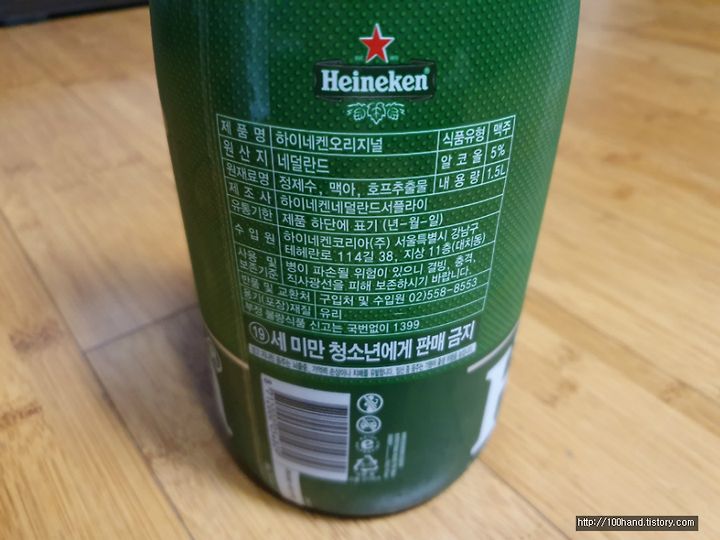 Heineken
제 품 명 하이네켄오리지널 식품유형 맥주
원 산 지 네덜란드 알 코 올 5%
원재료명 정제수, 맥아, 호프추출물 내 용 량 1.5L
제 조 사 하이네켄네덜란드서플라이
유통기한 제품 하단에 표기 (년-월-일)
수 입 원 하이네켄코리아(주) 서울특별시 강남구
테헤란로 114길 38, 지상 11층(대치동)
사용 및 병이 파손될 위험이 있으니 결빙, 충격,
보존기준 직사광선을 피해 보존하시기 바랍니다.
반품 및 교환처 구입처 및 수입원 02)558-8553
용기(포장)재질 유리
부정·불량식품 신고는 국번없이 1399
19 세 미만 청소년에게 판매 금지
http://100hand.tistory.com